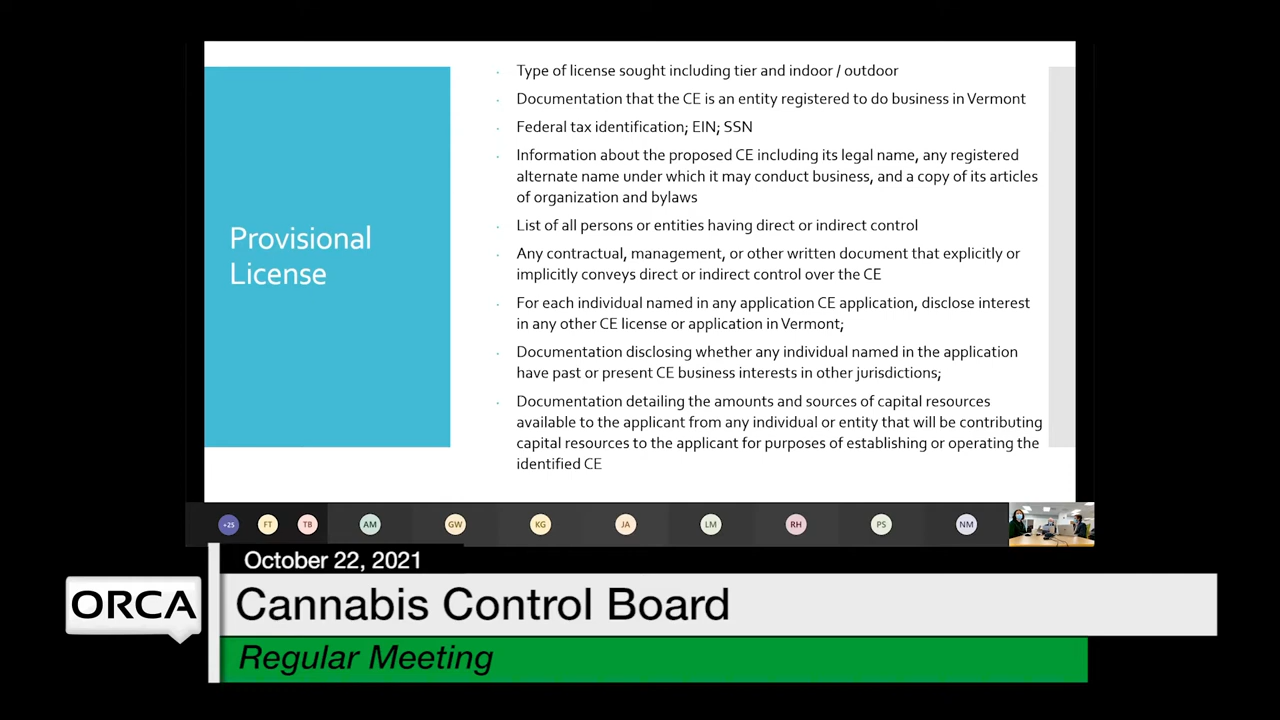 Provisional
License
Type of license sought including tier and indoor / outdoor
Documentation that the CE is an entity registered to do business in Vermont
Federal tax identification; EIN; SSN
Information about the proposed CE including its legal name, any registered
alternate name under which it may conduct business, and a copy of its articles
of organization and bylaws
List of all persons or entities having direct or indirect control
Any contractual, management, or other written document that explicitly or
implicitly conveys direct or indirect control over the CE
For each individual named in any application CE application, disclose interest
in any other CE license or application in Vermont;
Documentation disclosing whether any individual named in the application
have past or present CE business interests in other jurisdictions;
Documentation detailing the amounts and sources of capital resources
available to the applicant from any individual or entity that will be contributing
capital resources to the applicant for purposes of establishing or operating the
identified CE
+25 FT TB AM GW KG JA LM RH PS NM
October 22, 2021
ORCA
Cannabis Control Board
Regular Meeting